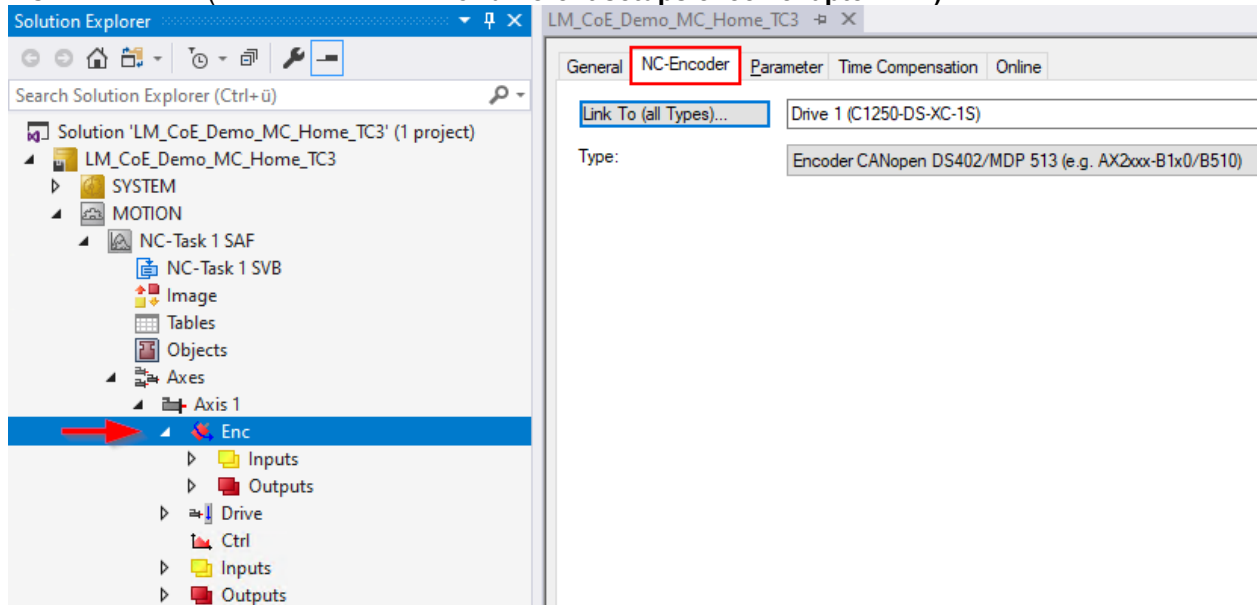 Solution Explorer
Search Solution Explorer (Ctrl+ü)
Solution 'LM_CoE_Demo_MC_Home_TC3' (1 project)
LM_CoE_Demo_MC_Home_TC3
SYSTEM
MOTION
NC-Task 1 SAF
NC-Task 1 SVB
Image
Tables
Objects
Axes
Axis 1
Enc
Inputs
Outputs
Drive
Ctrl
Inputs
Outputs
LM_CoE_Demo_MC_Home_TC3
General NC-Encoder Parameter Time Compensation Online
Link To (all Types)... Drive 1 (C1250-DS-XC-1S)
Type: Encoder CANopen DS402/MDP 513 (e.g. AX2xxx-B1x0/B510)